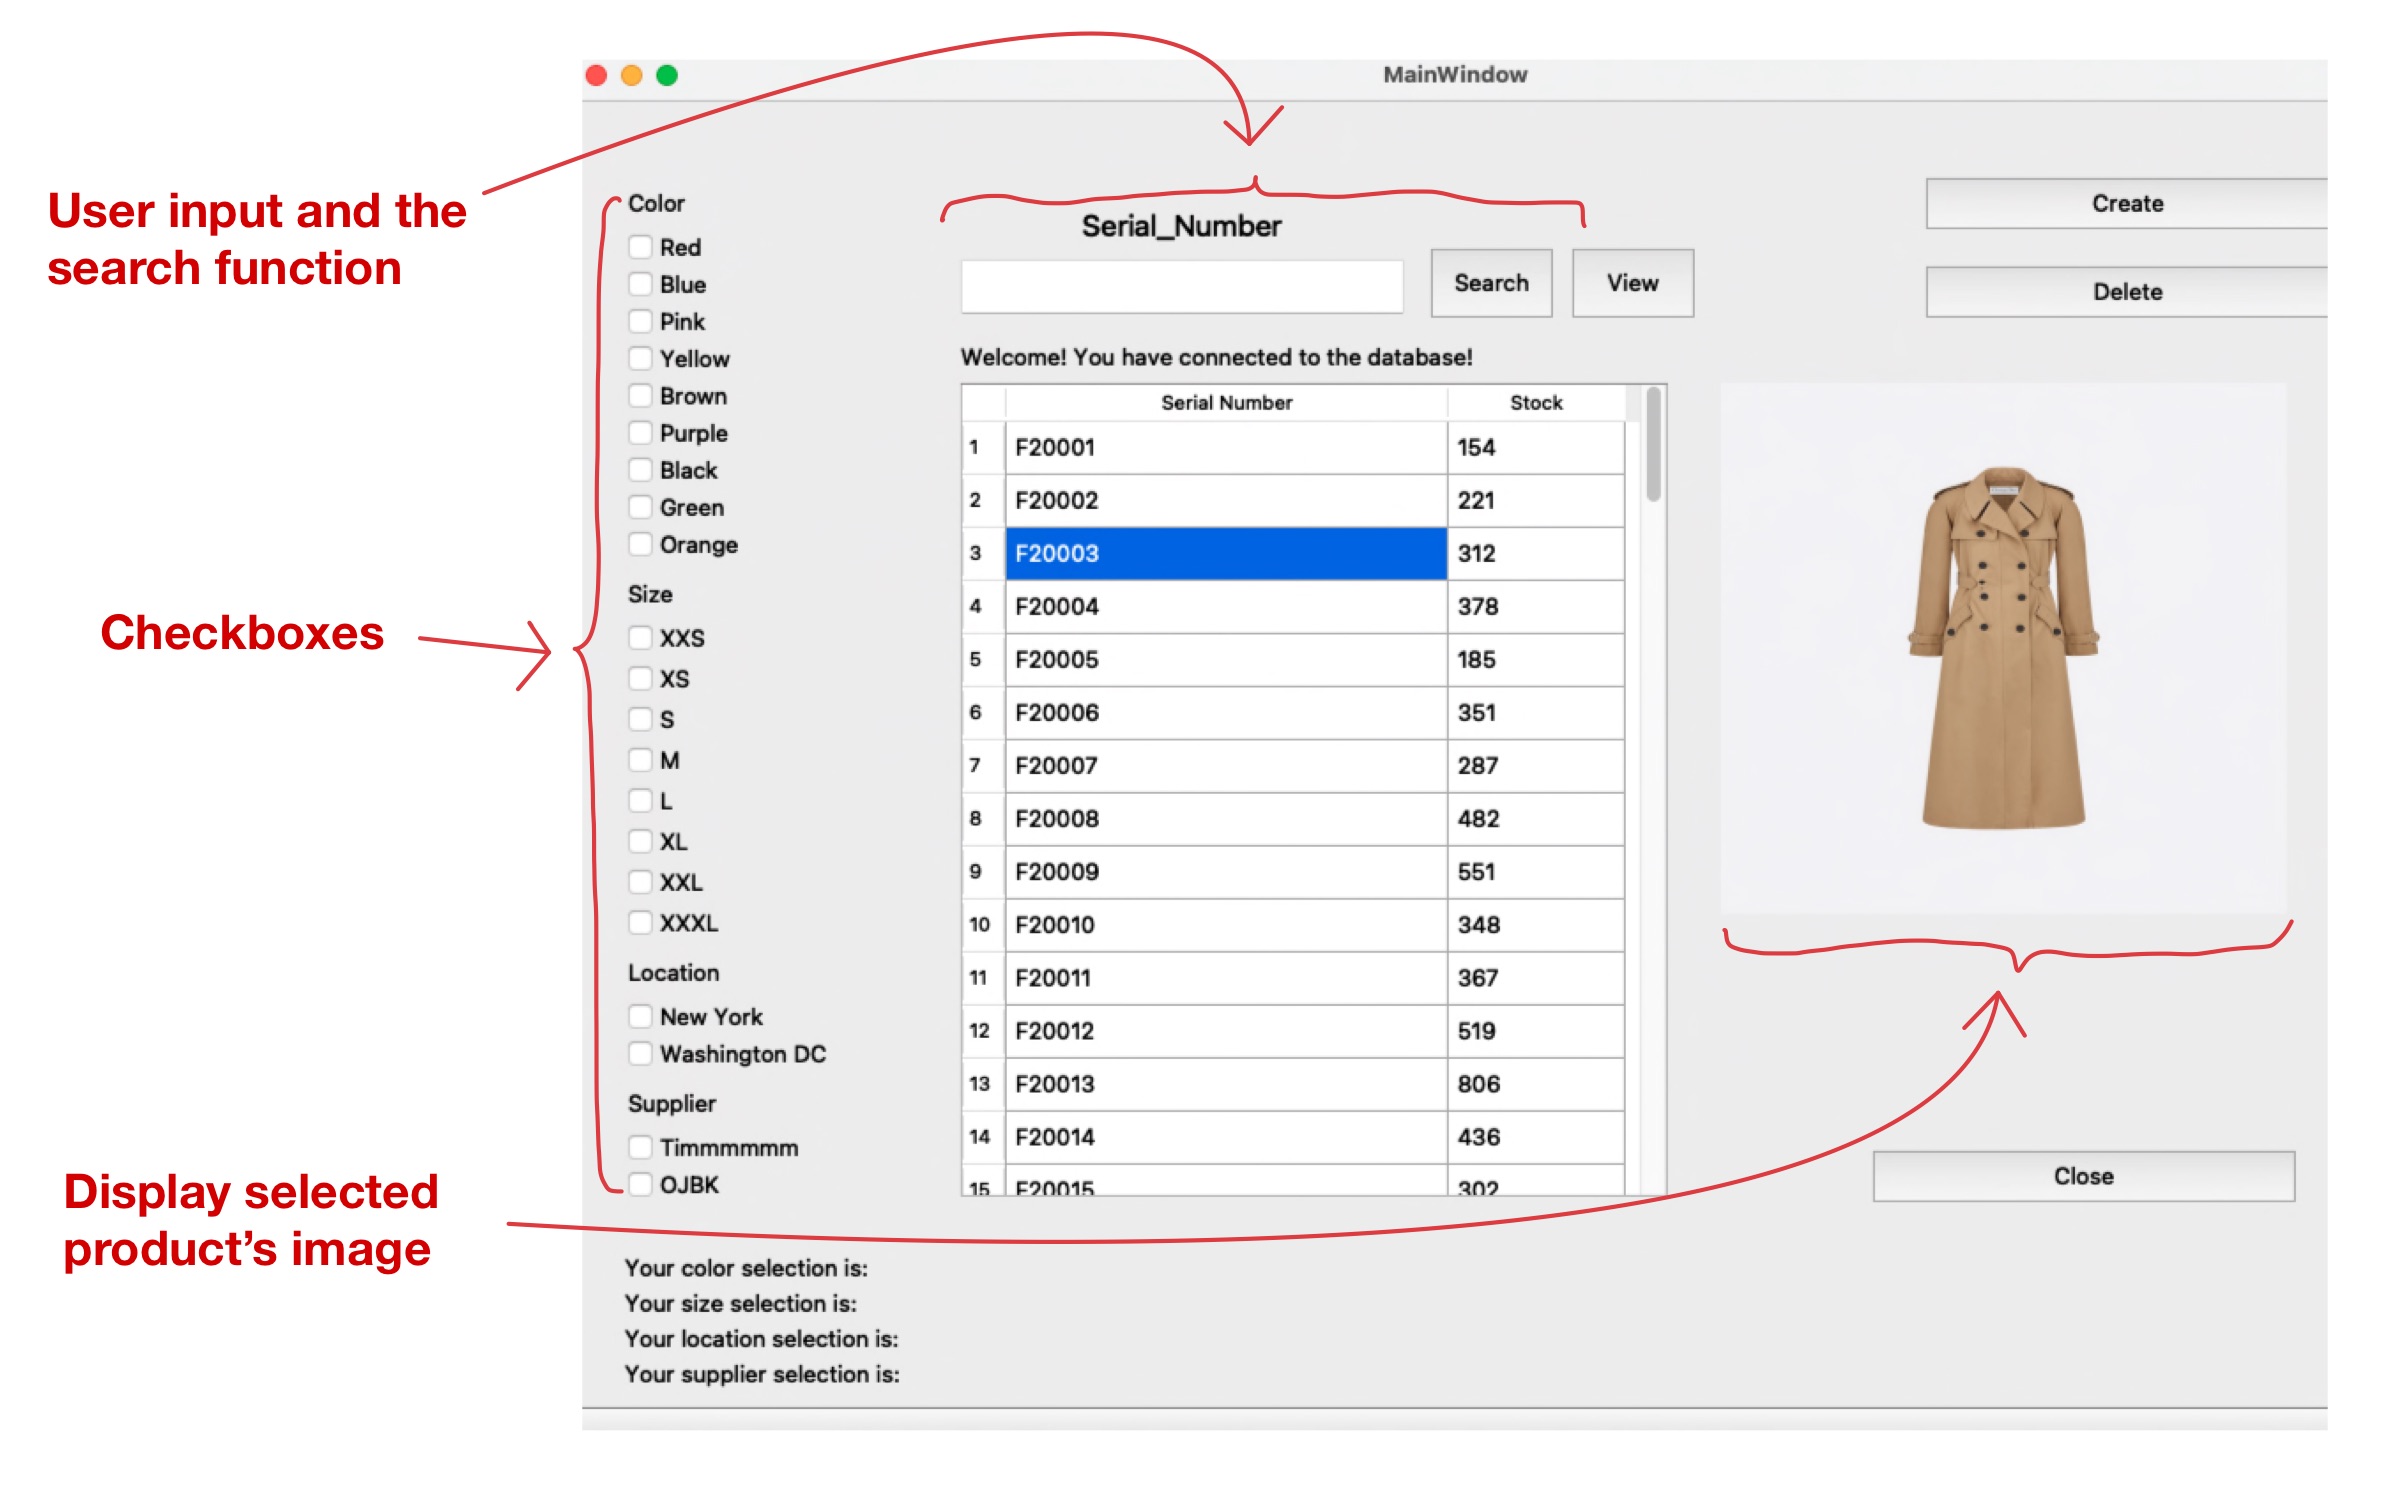 MainWindow
User input and the
search function
Checkboxes
Display selected
product's image
Color
Red
Blue
Pink
Yellow
Brown
Purple
Black
Green
Orange
Size
XXS
XS
S
M
L
XL
XXL
XXXL
Location
New York
Washington DC
Supplier
Timmmmmm
OJBK
Serial_Number
Search
View
Create
Delete
Welcome! You have connected to the database!
Serial Number Stock
1 F20001 154
2 F20002 221
3 F20003 312
4 F20004 378
5 F20005 185
6 F20006 351
7 F20007 287
8 F20008 482
9 F20009 551
10 F20010 348
11 F20011 367
12 F20012 519
13 F20013 806
14 F20014 436
15 F20015 302
Close
Your color selection is:
Your size selection is:
Your location selection is:
Your supplier selection is: